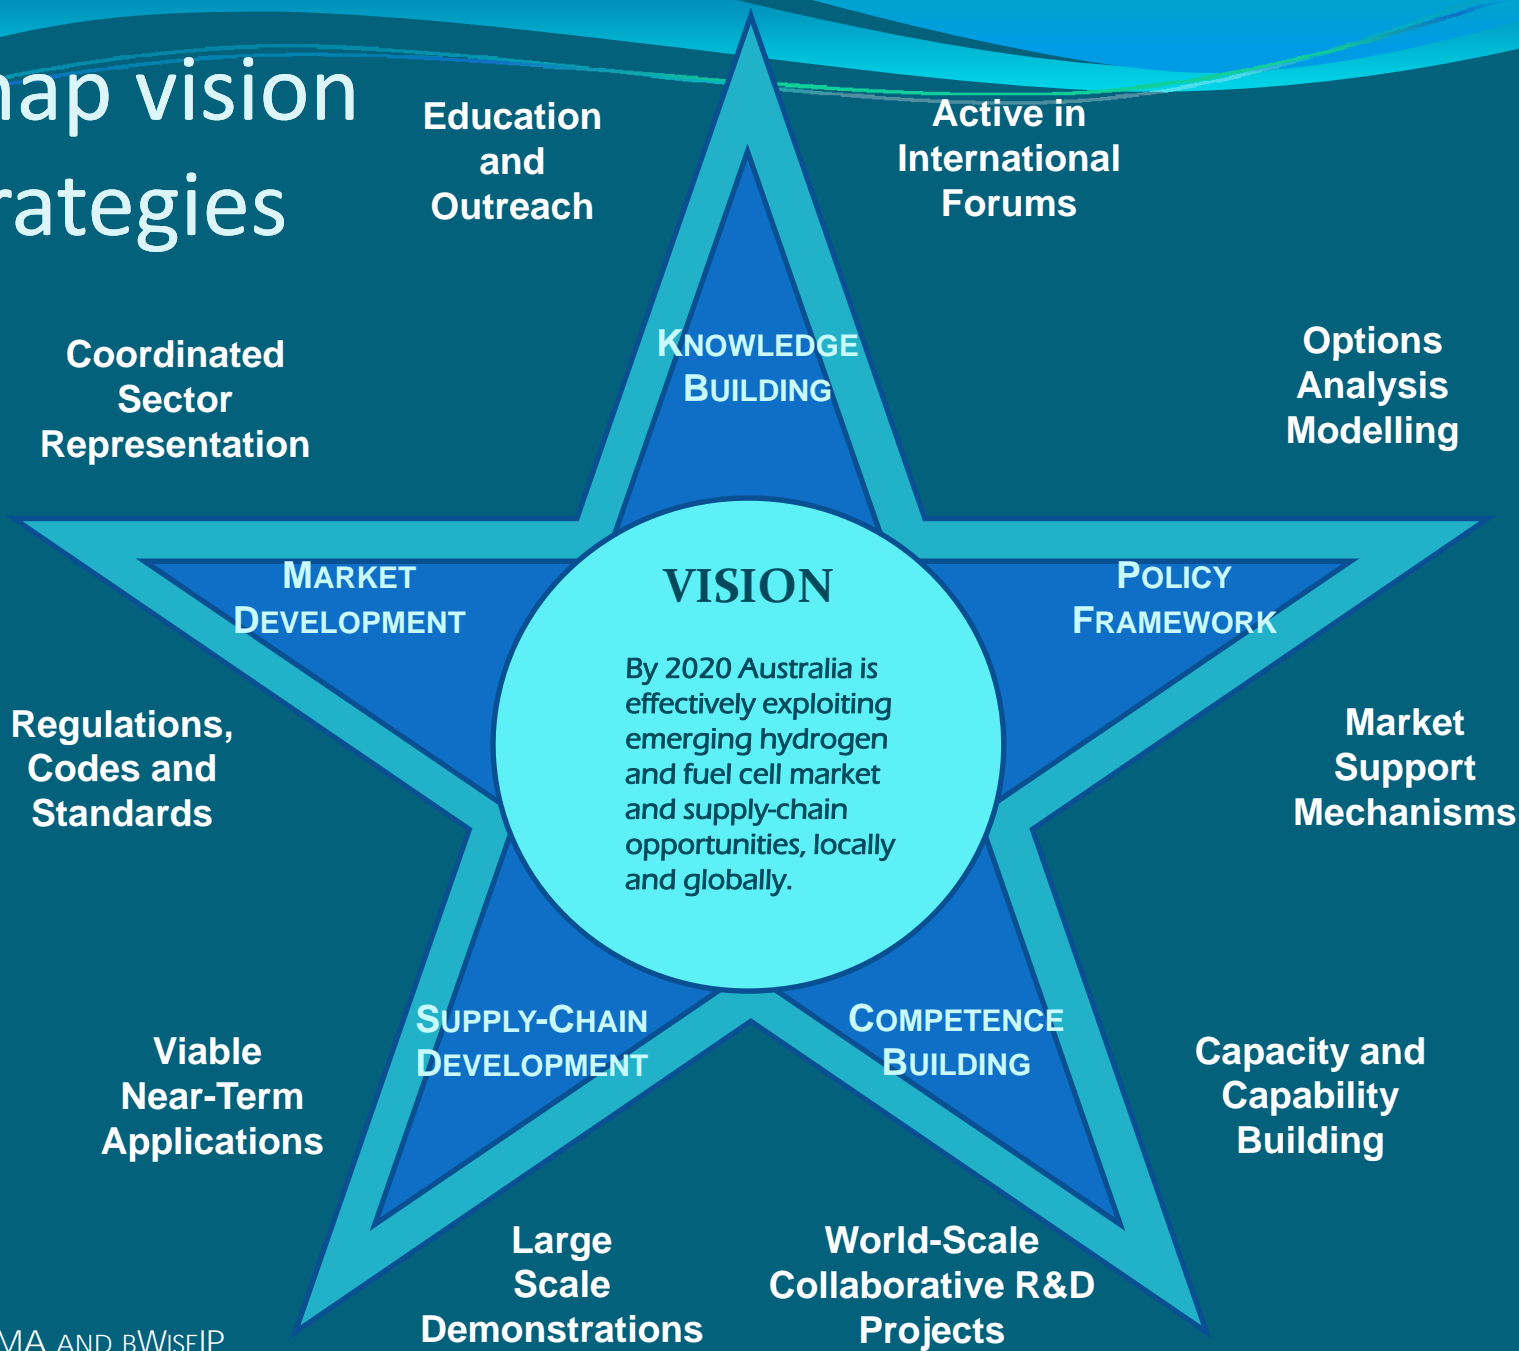 map vision
rategies
Education
and
Outreach
Active in
International
Forums
Coordinated
Sector
Representation
KNOWLEDGE
BUILDING
Options
Analysis
Modelling
MARKET
DEVELOPMENT
VISION
By 2020 Australia is
effectively exploiting
emerging hydrogen
and fuel cell market
and supply-chain
opportunities, locally
and globally.
POLICY
FRAMEWORK
Regulations,
Codes and
Standards
Market
Support
Mechanisms
SUPPLY-CHAIN
DEVELOPMENT
COMPETENCE
BUILDING
Viable
Near-Term
Applications
Capacity and
Capability
Building
Large
Scale
Demonstrations
World-Scale
Collaborative R&D
Projects
MA AND BWISEIP